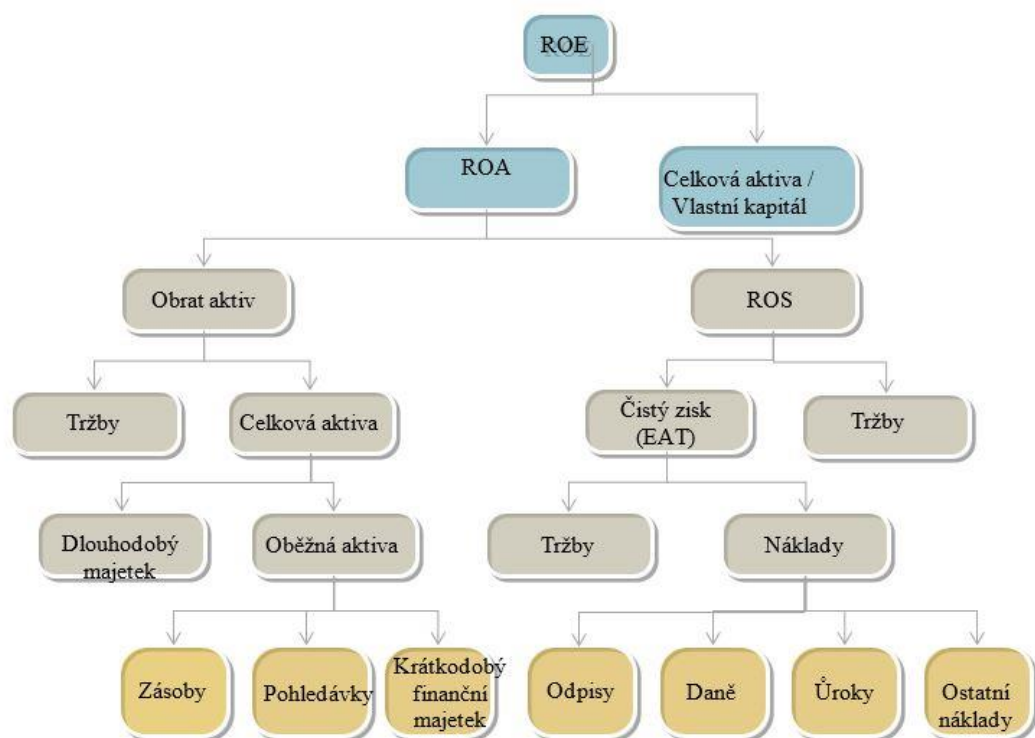 ROE
ROA
Celková aktiva /
Vlastní kapitál
Obrat aktiv
ROS
Tržby
Celková aktiva
Čistý zisk
(EAT)
Tržby
Dlouhodobý
majetek
Oběžná aktiva
Tržby
Náklady
Zásoby
Pohledávky
Krátkodobý
finanční
majetek
Odpisy
Daně
Ůroky
Ostatní
náklady